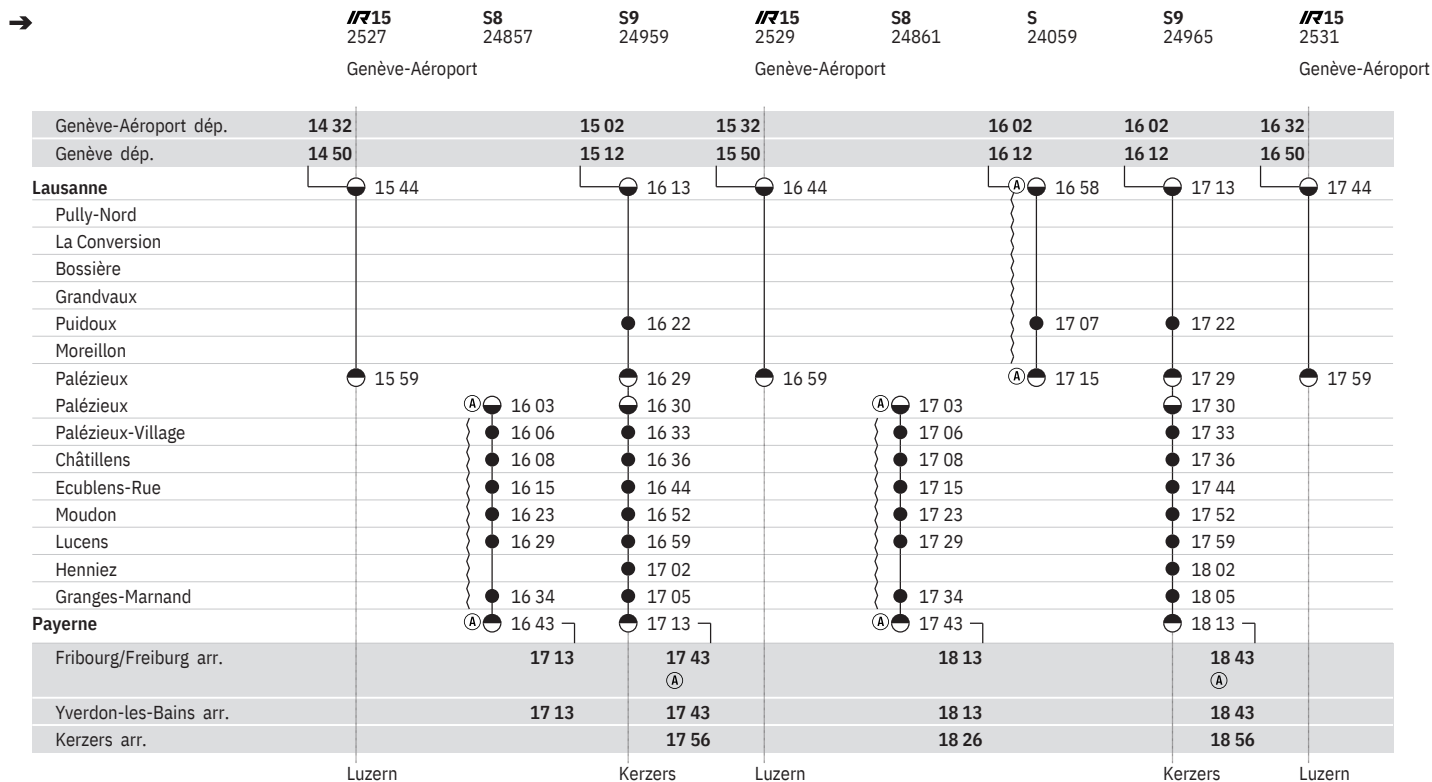 ➔ IR15 S8 S9 IR15 S8 S S9 IR15
2527 24857 24959 2529 24861 24059 24965 2531
Genève-Aéroport Genève-Aéroport Genève-Aéroport
Genève-Aéroport dép. 14 32 15 02 15 32 16 02 16 02 16 32
Genève dép. 14 50 15 12 15 50 16 12 16 12 16 50
Lausanne 15 44 16 13 16 44 A 16 58 17 13 17 44
Pully-Nord
La Conversion
Bossière
Grandvaux
Puidoux 16 22 17 07 17 22
Moreillon
Palézieux 15 59 16 29 16 59 A 17 15 17 29 17 59
Palézieux A 16 03 16 30 A 17 03 17 30
Palézieux-Village 16 06 16 33 17 06 17 33
Châtillens 16 08 16 36 17 08 17 36
Ecublens-Rue 16 15 16 44 17 15 17 44
Moudon 16 23 16 52 17 23 17 52
Lucens 16 29 16 59 17 29 17 59
Henniez 17 02 18 02
Granges-Marnand 16 34 17 05 17 34 18 05
Payerne A 16 43 17 13 A 17 43 18 13
Fribourg/Freiburg arr. 17 13 17 43 18 13 18 43
A A
Yverdon-les-Bains arr. 17 13 17 43 18 13 18 43
Kerzers arr. 17 56 18 26 18 56
Luzern Kerzers Luzern Kerzers Luzern